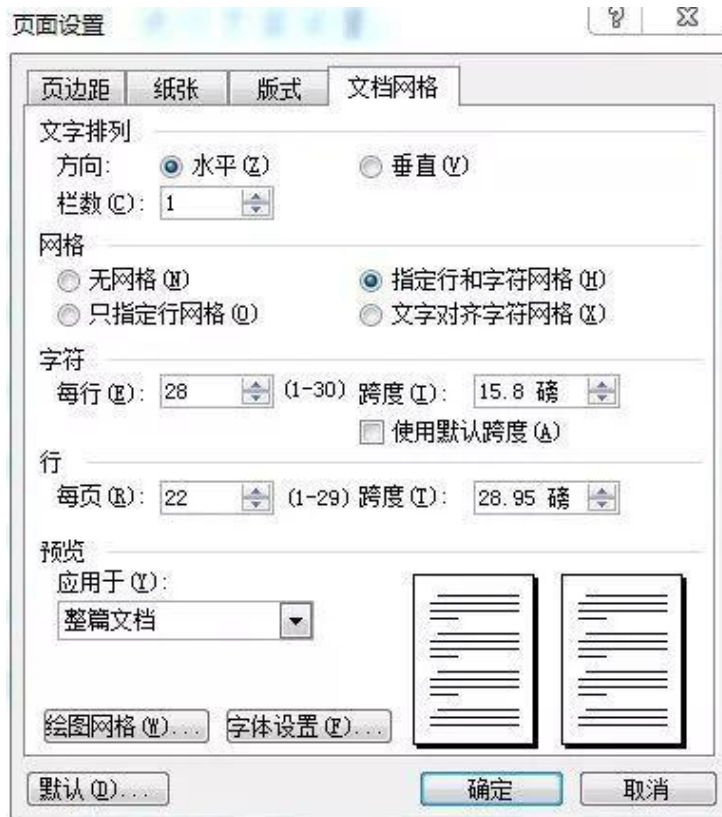 页面设置
页边距 纸张 版式 文档网格
文字排列
方向: 水平(Z) 垂直(V)
栏数(C): 1
网格
无网格(N) 指定行和字符网格(H)
只指定行网格(O) 文字对齐字符网格(X)
字符
每行(E): 28 (1-30) 跨度(I): 15.8 磅
使用默认跨度(A)
行
每页(R): 22 (1-29) 跨度(T): 28.95 磅
预览
应用于(Y):
整篇文档
绘图网格(W)... 字体设置(F)...
默认(D)... 确定 取消